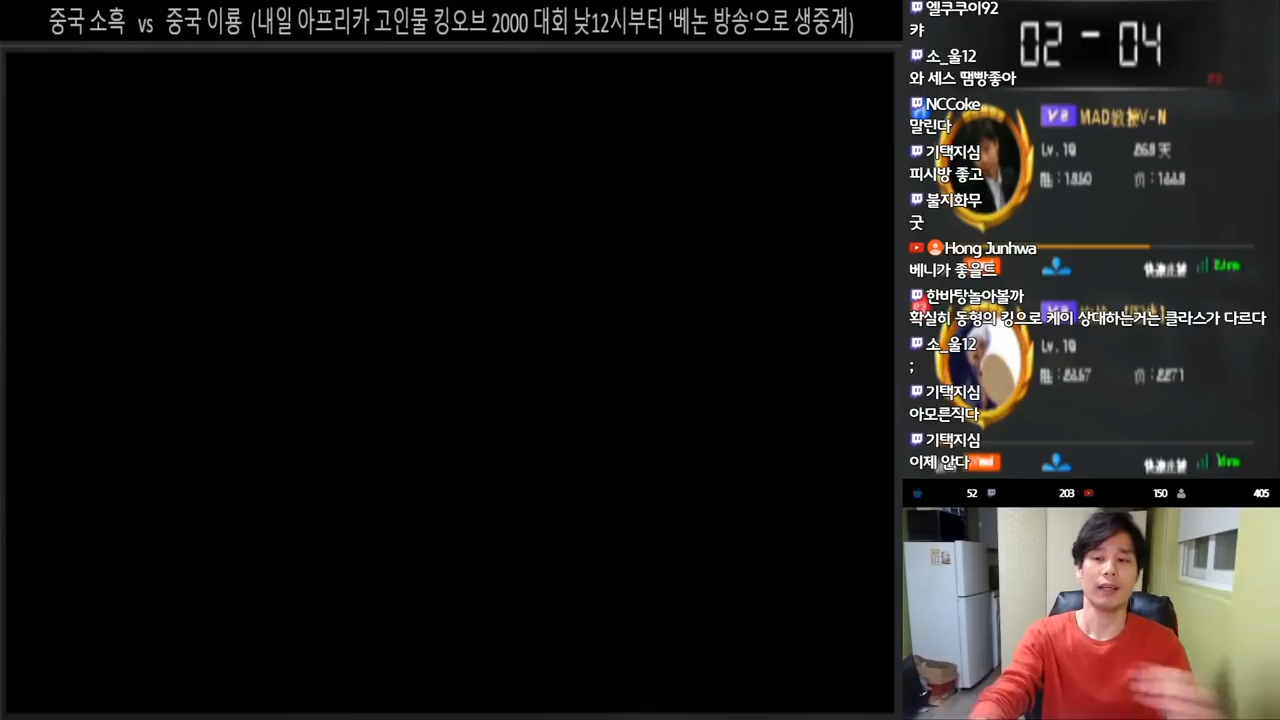 중국 소흑 vs 중국 이룡 (내일 아프리카 고인물 킹오브 2000 대회 낮12시부터 '베논 방송'으로 생중계)
엘쿠쿠이92
캬
02 - 04
소_울12
와 세스 땜빵좋아
NCCoke
말린다
V-N
Lv. 10
기택지심
피시방 좋고
불지화무
굿
Hong Junhwa
베니가 좋을드
한바탕놀아볼까
확실히 동형의 킹으로 케이 상대하는거는 클라스가 다르다
소_울12
;
Lv. 10
기택지심
아모른직다
기택지심
이제 안다
52 203 150 405